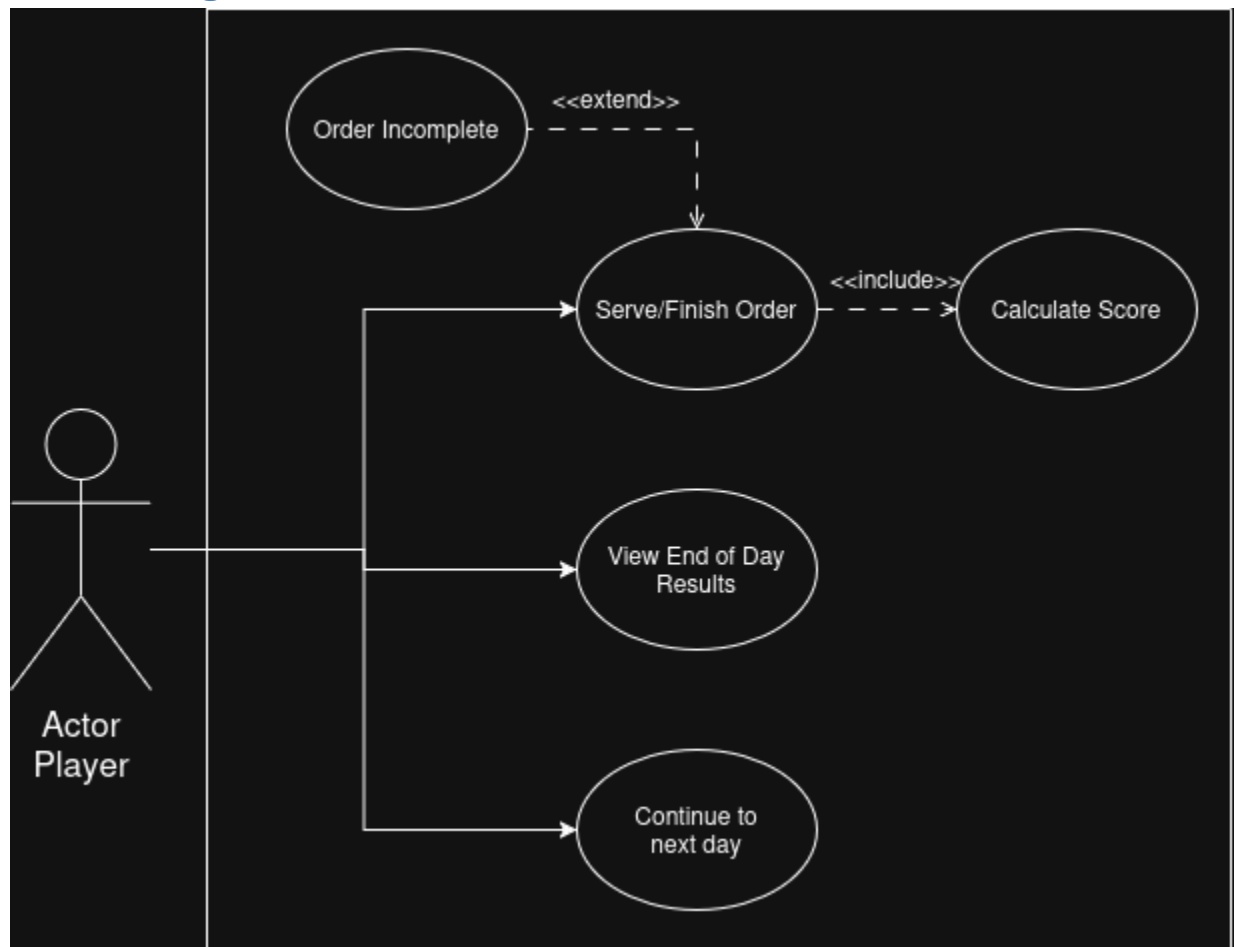 <<extend>>
Order Incomplete
<<include>>
Serve/Finish Order
Calculate Score
View End of Day
Results
Actor
Player
Continue to
next day